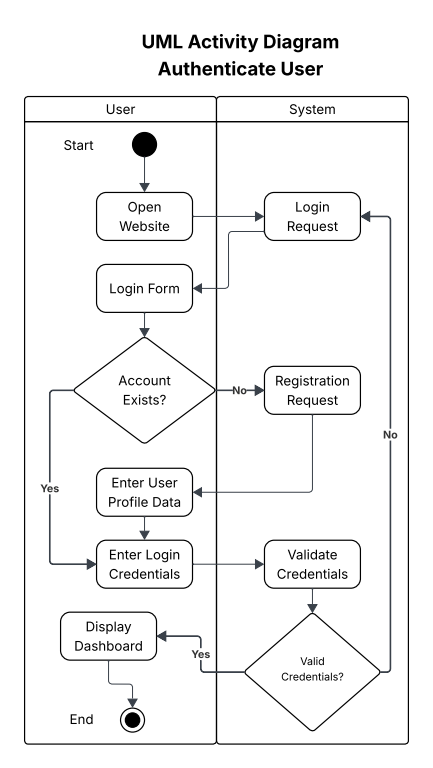 UML Activity Diagram
Authenticate User
User
System
Start
Open
Website
Login
Request
Login Form
Account
Exists?
No
Registration
Request
No
Yes
Enter User
Profile Data
Enter Login
Credentials
Validate
Credentials
Display
Dashboard
Yes
Valid
Credentials?
End